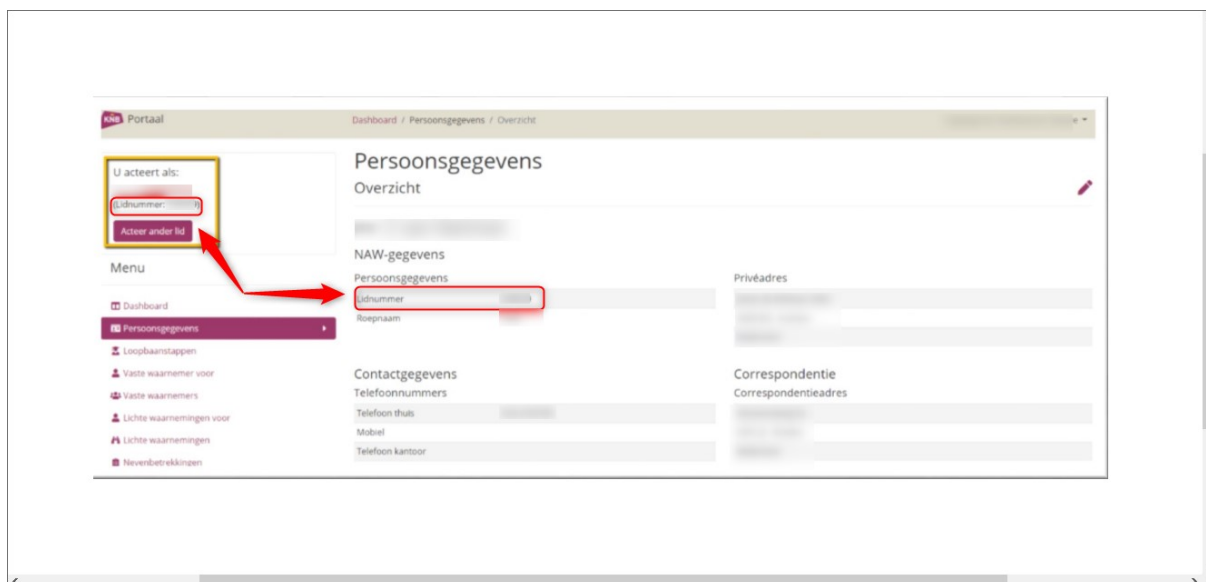 KNB Portaal
Dashboard / Persoonsgegevens / Overzicht
U acteert als:
(Lidnummer:
Acteer ander lid
Menu
Dashboard
Persoonsgegevens
Loopbaanstappen
Vaste waarnemer voor
Vaste waarnemers
Lichte waarnemingen voor
Lichte waarnemingen
Nevenbetrekkingen
Persoonsgegevens
Overzicht
NAW-gegevens
Persoonsgegevens
Lidnummer
Roepnaam
Privéadres
Contactgegevens
Telefoonnummers
Telefoon thuis
Mobiel
Telefoon kantoor
Correspondentie
Correspondentieadres